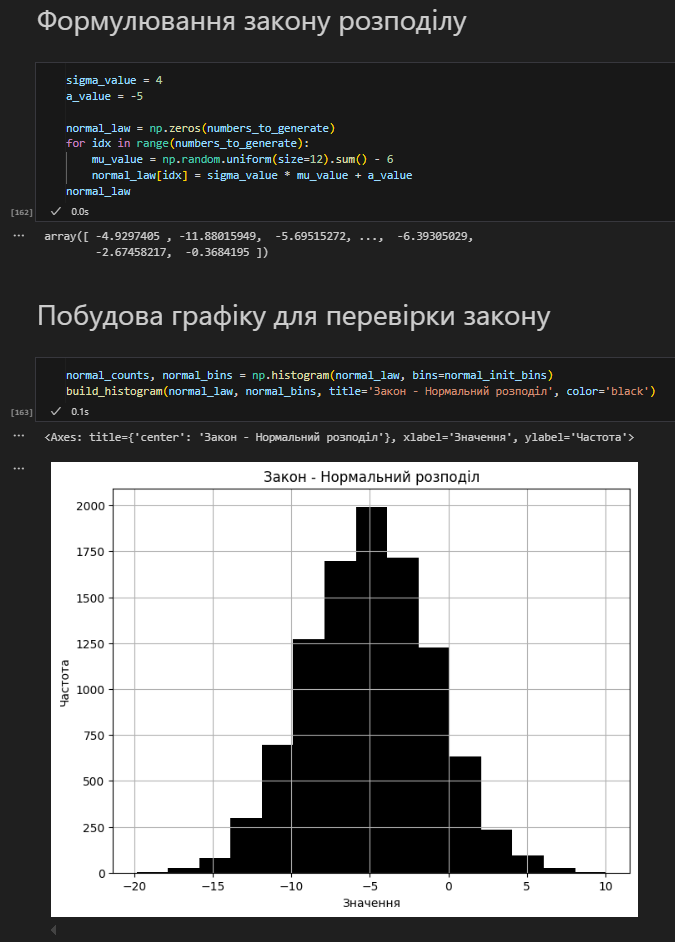 Формулювання закону розподілу
sigma_value = 4
a_value = -5
normal_law = np.zeros(numbers_to_generate)
for idx in range(numbers_to_generate):
    mu_value = np.random.uniform(size=12).sum() - 6
    normal_law[idx] = sigma_value * mu_value + a_value
normal_law
[162] ✓ 0.0s
... array([ -4.9297405 , -11.88015949,  -5.69515272, ...,  -6.39305029,
        -2.67458217,  -0.3684195 ])
Побудова графіку для перевірки закону
normal_counts, normal_bins = np.histogram(normal_law, bins=normal_init_bins)
build_histogram(normal_law, normal_bins, title='Закон - Нормальний розподіл', color='black')
[163] ✓ 0.1s
... <Axes: title={'center': 'Закон - Нормальний розподіл'}, xlabel='Значення', ylabel='Частота'>
...
Закон - Нормальний розподіл
2000
1750
1500
1250
1000
750
500
250
0
Частота
−20 −15 −10 −5 0 5 10
Значення